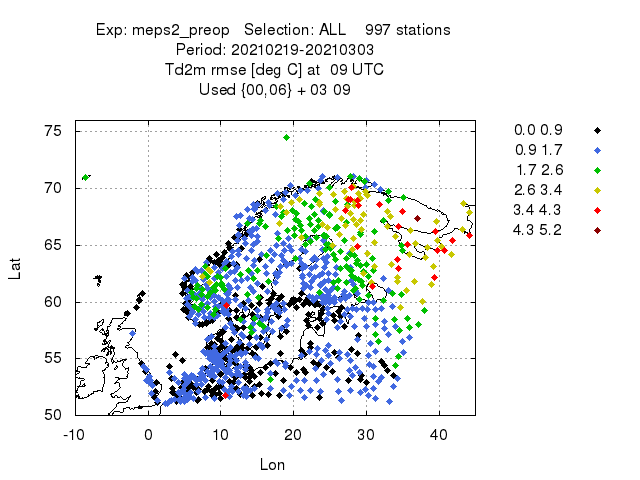 Exp: meps2_preop   Selection: ALL    997 stations
Period: 20210219-20210303
Td2m rmse [deg C] at  09 UTC
Used {00,06} + 03 09
75
70
65
60
55
50
-10 0 10 20 30 40
Lat
Lon
0.0 0.9
0.9 1.7
1.7 2.6
2.6 3.4
3.4 4.3
4.3 5.2